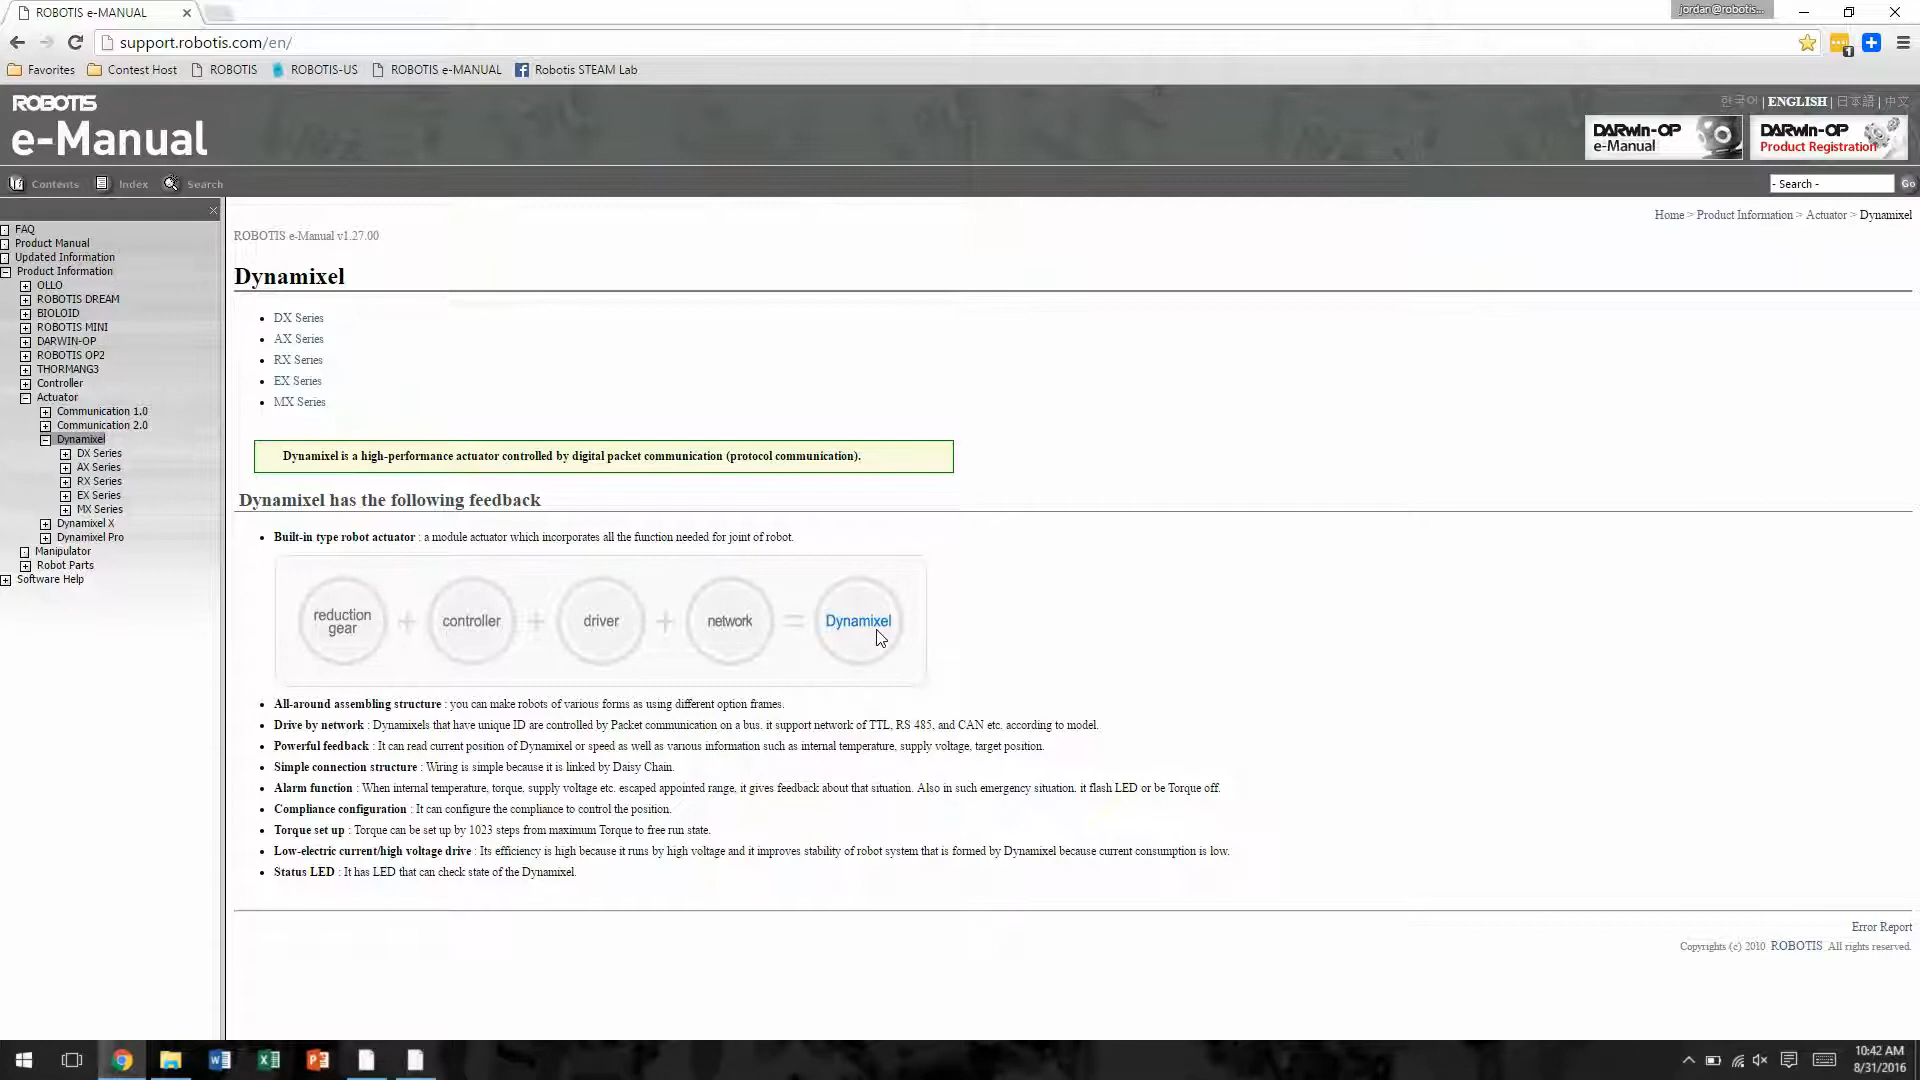 ROBOTIS e-MANUAL
jordan@robotis...
support.robotis.com/en/
Favorites Contest Host ROBOTIS ROBOTIS-US ROBOTIS e-MANUAL Robotis STEAM Lab
1
ROBOTIS
e-Manual
한국어 | ENGLISH | 日本語 | 中文
DARwin-OP
e-Manual
DARwin-OP
Product Registration
Contents Index Search
- Search - Go
FAQ
Product Manual
Updated Information
Product Information
OLLO
ROBOTIS DREAM
BIOLOID
ROBOTIS MINI
DARWIN-OP
ROBOTIS OP2
THORMANG3
Controller
Actuator
Communication 1.0
Communication 2.0
Dynamixel
DX Series
AX Series
RX Series
EX Series
MX Series
Dynamixel X
Dynamixel Pro
Manipulator
Robot Parts
Software Help
Home > Product Information > Actuator > Dynamixel
ROBOTIS e-Manual v1.27.00
Dynamixel
DX Series
AX Series
RX Series
EX Series
MX Series
Dynamixel is a high-performance actuator controlled by digital packet communication (protocol communication).
Dynamixel has the following feedback
Built-in type robot actuator : a module actuator which incorporates all the function needed for joint of robot.
reduction
gear
+ controller + driver + network = Dynamixel
All-around assembling structure : you can make robots of various forms as using different option frames.
Drive by network : Dynamixels that have unique ID are controlled by Packet communication on a bus. it support network of TTL, RS 485, and CAN etc. according to model.
Powerful feedback : It can read current position of Dynamixel or speed as well as various information such as internal temperature, supply voltage, target position.
Simple connection structure : Wiring is simple because it is linked by Daisy Chain.
Alarm function : When internal temperature, torque, supply voltage etc. escaped appointed range, it gives feedback about that situation. Also in such emergency situation. it flash LED or be Torque off.
Compliance configuration : It can configure the compliance to control the position.
Torque set up : Torque can be set up by 1023 steps from maximum Torque to free run state.
Low-electric current/high voltage drive : Its efficiency is high because it runs by high voltage and it improves stability of robot system that is formed by Dynamixel because current consumption is low.
Status LED : It has LED that can check state of the Dynamixel.
Error Report
Copyrights (c) 2010 ROBOTIS All rights reserved.
10:42 AM
8/31/2016